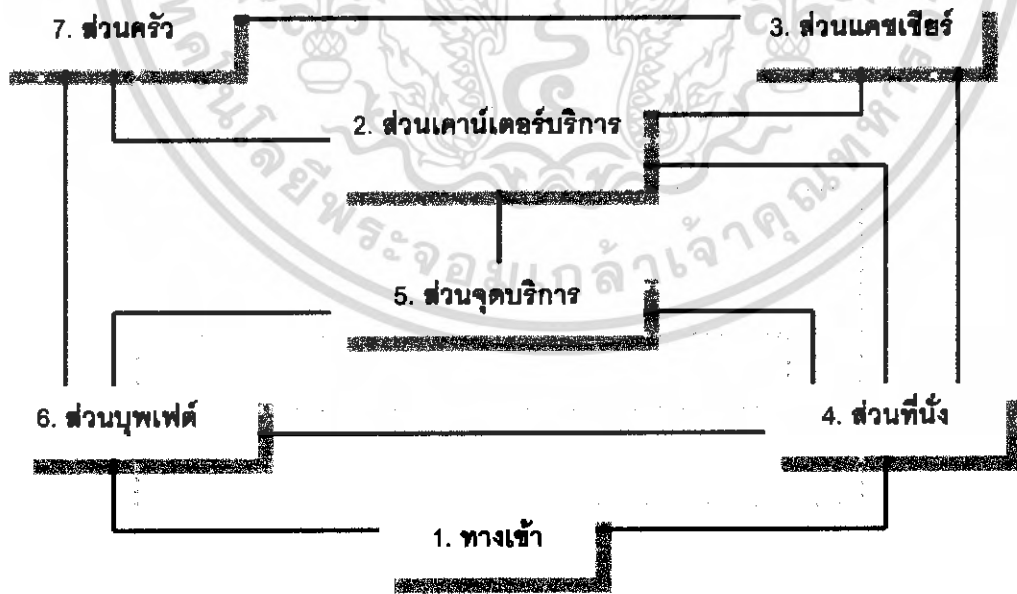 7. ส่วนครัว
3. ส่วนแคชเชียร์
2. ส่วนเคาน์เตอร์บริการ
5. ส่วนจุดบริการ
6. ส่วนบุพเฟต์
4. ส่วนที่นั่ง
1. ทางเข้า